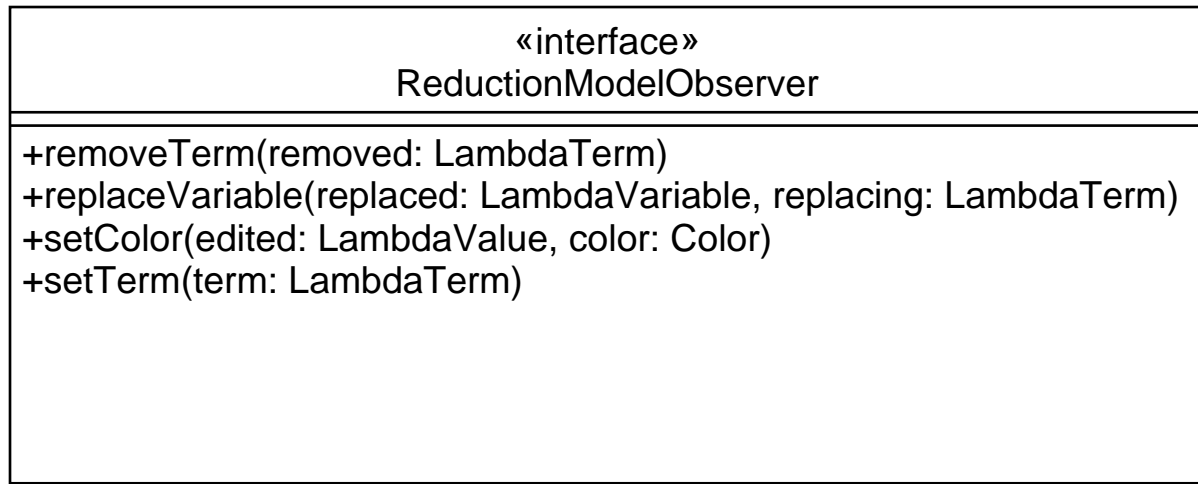 «interface»
ReductionModelObserver
+removeTerm(removed: LambdaTerm)
+replaceVariable(replaced: LambdaVariable, replacing: LambdaTerm)
+setColor(edited: LambdaValue, color: Color)
+setTerm(term: LambdaTerm)